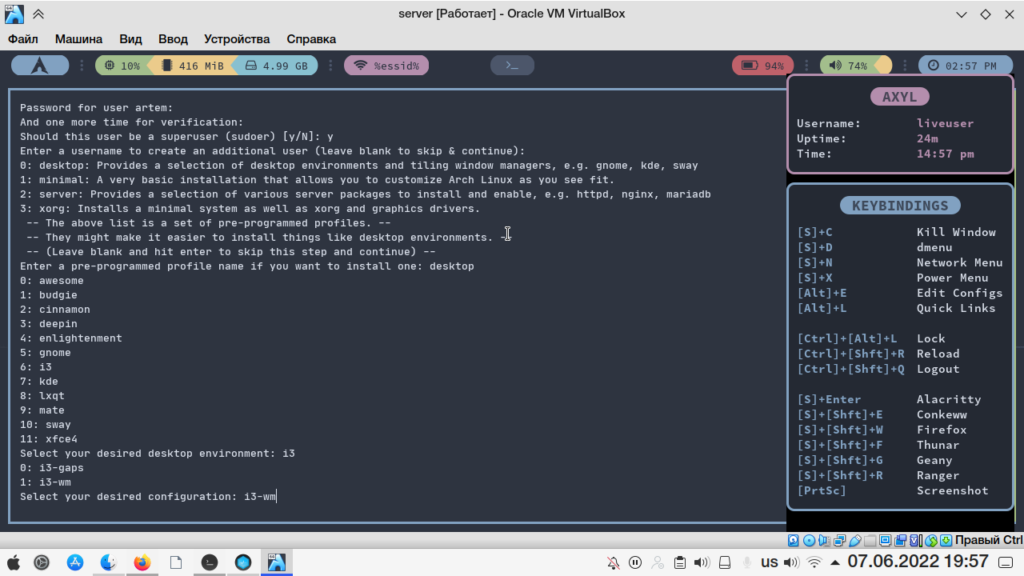 server [Работает] - Oracle VM VirtualBox
Файл Машина Вид Ввод Устройства Справка
10% 416 MiB 4.99 GB %essid% >_ 94% 74% 02:57 PM
Password for user artem:
And one more time for verification:
Should this user be a superuser (sudoer) [y/N]: y
Enter a username to create an additional user (leave blank to skip & continue):
0: desktop: Provides a selection of desktop environments and tiling window managers, e.g. gnome, kde, sway
1: minimal: A very basic installation that allows you to customize Arch Linux as you see fit.
2: server: Provides a selection of various server packages to install and enable, e.g. httpd, nginx, mariadb
3: xorg: Installs a minimal system as well as xorg and graphics drivers.
-- The above list is a set of pre-programmed profiles. --
-- They might make it easier to install things like desktop environments. --
-- (Leave blank and hit enter to skip this step and continue) --
Enter a pre-programmed profile name if you want to install one: desktop
0: awesome
1: budgie
2: cinnamon
3: deepin
4: enlightenment
5: gnome
6: i3
7: kde
8: lxqt
9: mate
10: sway
11: xfce4
Select your desired desktop environment: i3
0: i3-gaps
1: i3-wm
Select your desired configuration: i3-wm
AXYL
Username: liveuser
Uptime: 24m
Time: 14:57 pm
KEYBINDINGS
[S]+C Kill Window
[S]+D dmenu
[S]+N Network Menu
[S]+X Power Menu
[Alt]+E Edit Configs
[Alt]+L Quick Links
[Ctrl]+[Alt]+L Lock
[Ctrl]+[Shft]+R Reload
[Ctrl]+[Shft]+Q Logout
[S]+Enter Alacritty
[S]+[Shft]+E Conkeww
[S]+[Shft]+W Firefox
[S]+[Shft]+F Thunar
[S]+[Shft]+G Geany
[S]+[Shft]+R Ranger
[PrtSc] Screenshot
Правый Ctrl
us 07.06.2022 19:57